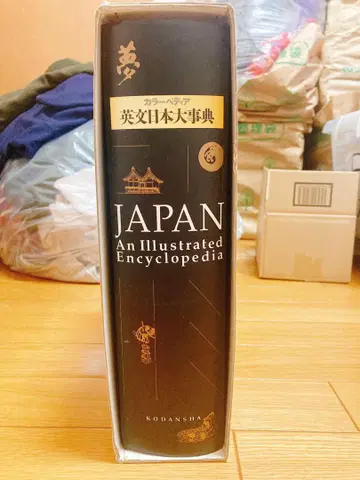 夢
カラーペディア
英文日本大事典
JAPAN
An Illustrated
Encyclopedia
KODANSHA